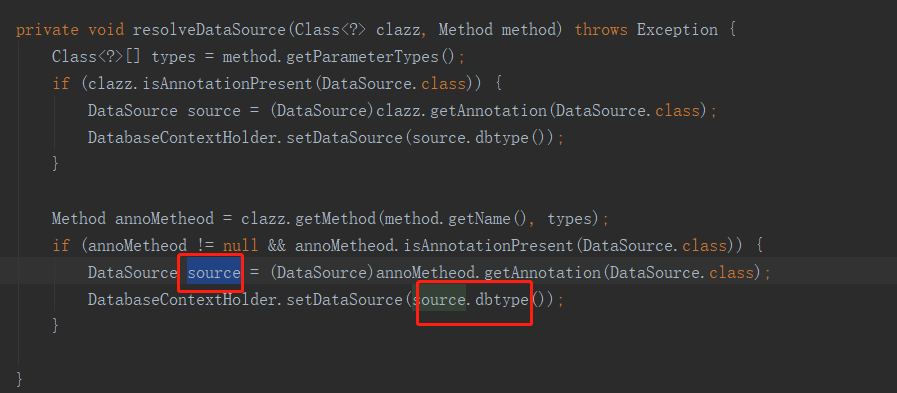 private void resolveDataSource(Class<?> clazz, Method method) throws Exception {
Class<?>[] types = method.getParameterTypes();
if (clazz.isAnnotationPresent(DataSource.class)) {
DataSource source = (DataSource)clazz.getAnnotation(DataSource.class);
DatabaseContextHolder.setDataSource(source.dbtype());
}
Method annoMetheod = clazz.getMethod(method.getName(), types);
if (annoMetheod != null && annoMetheod.isAnnotationPresent(DataSource.class)) {
DataSource source = (DataSource)annoMetheod.getAnnotation(DataSource.class);
DatabaseContextHolder.setDataSource(source.dbtype());
}
}